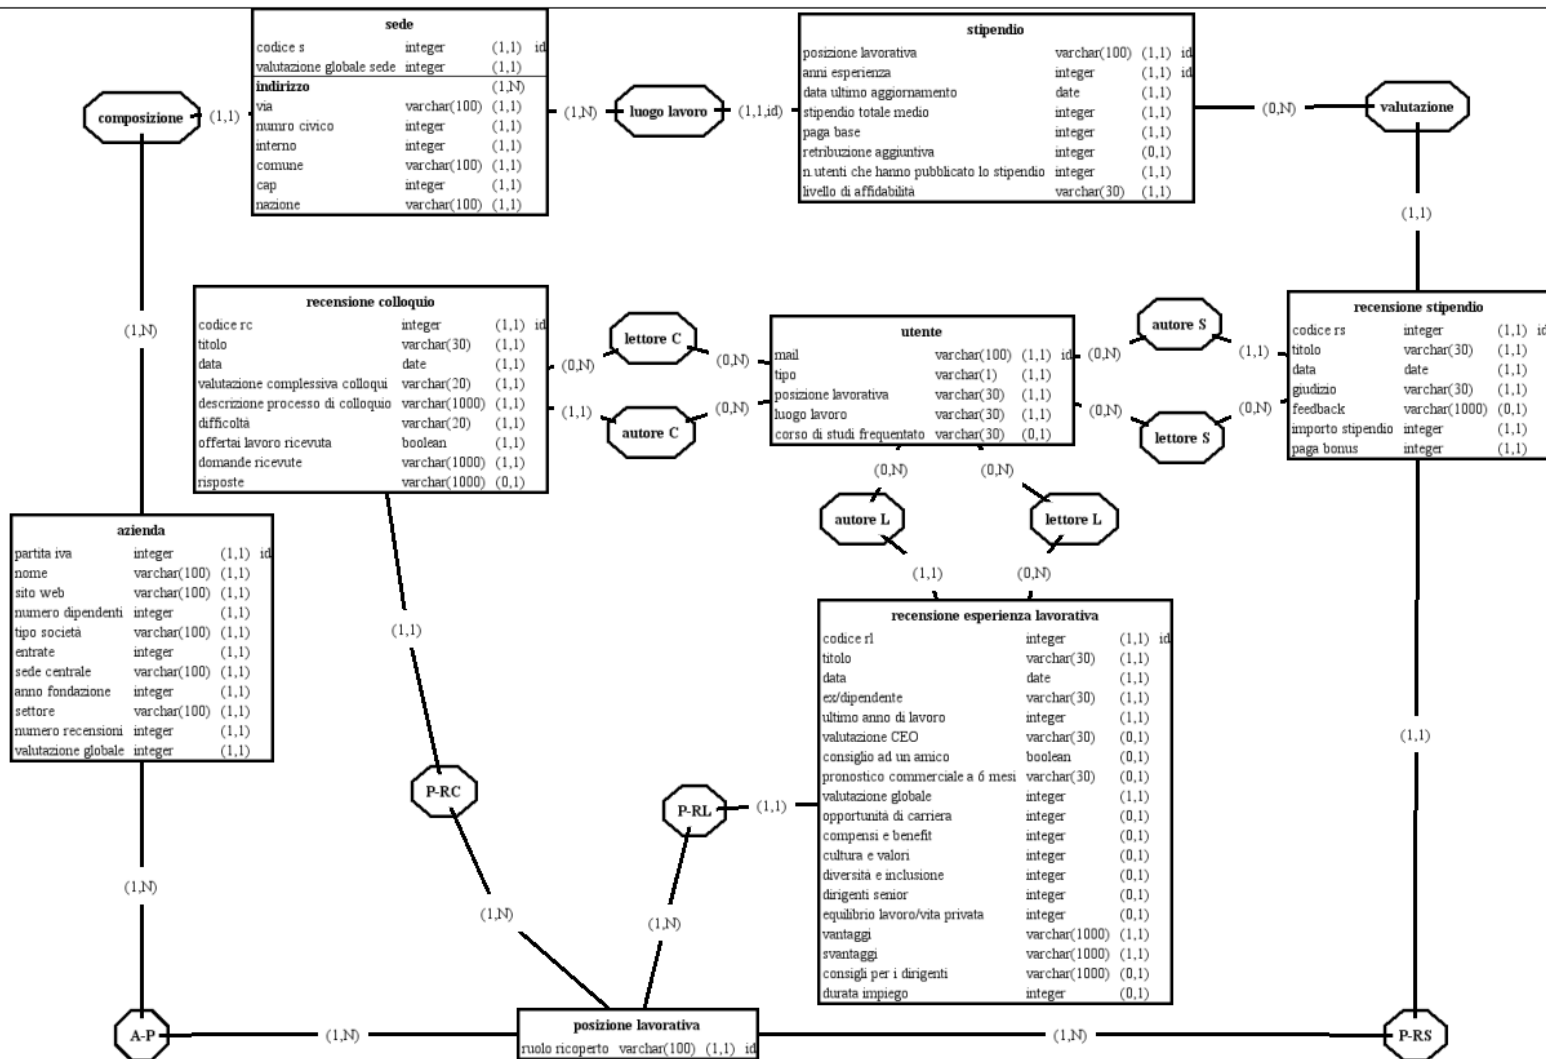 sede
codice s integer (1,1) id
valutazione globale sede integer (1,1)
indirizzo (1,N)
via varchar(100) (1,1)
numro civico integer (1,1)
interno integer (1,1)
comune varchar(100) (1,1)
cap integer (1,1)
nazione varchar(100) (1,1)
composizione
(1,1)
(1,N)
luogo lavoro
(1,1,id)
stipendio
posizione lavorativa varchar(100) (1,1) id
anni esperienza integer (1,1) id
data ultimo aggiornamento date (1,1)
stipendio totale medio integer (1,1)
paga base integer (1,1)
retribuzione aggiuntiva integer (0,1)
n.utenti che hanno pubblicato lo stipendio integer (1,1)
livello di affidabilità varchar(30) (1,1)
(0,N)
valutazione
(1,1)
(1,N)
recensione colloquio
codice rc integer (1,1) id
titolo varchar(30) (1,1)
data date (1,1)
valutazione complessiva colloqui varchar(20) (1,1)
descrizione processo di colloquio varchar(1000) (1,1)
difficoltà varchar(20) (1,1)
offertai lavoro ricevuta boolean (1,1)
domande ricevute varchar(1000) (1,1)
risposte varchar(1000) (0,1)
lettore C
(0,N)
(0,N)
(1,1)
autore C
(0,N)
utente
mail varchar(100) (1,1) id
tipo varchar(1) (1,1)
posizione lavorativa varchar(30) (1,1)
luogo lavoro varchar(30) (1,1)
corso di studi frequentato varchar(30) (0,1)
autore S
(0,N)
(1,1)
(0,N)
(0,N)
lettore S
recensione stipendio
codice rs integer (1,1) id
titolo varchar(30) (1,1)
data date (1,1)
giudizio varchar(30) (1,1)
feedback varchar(1000) (0,1)
importo stipendio integer (1,1)
paga bonus integer (1,1)
(0,N)
(0,N)
autore L
lettore L
(1,1)
(0,N)
azienda
partita iva integer (1,1) id
nome varchar(100) (1,1)
sito web varchar(100) (1,1)
numero dipendenti integer (1,1)
tipo società varchar(100) (1,1)
entrate integer (1,1)
sede centrale varchar(100) (1,1)
anno fondazione integer (1,1)
settore varchar(100) (1,1)
numero recensioni integer (1,1)
valutazione globale integer (1,1)
(1,1)
P-RC
P-RL
(1,1)
recensione esperienza lavorativa
codice rl integer (1,1) id
titolo varchar(30) (1,1)
data date (1,1)
ex/dipendente varchar(30) (1,1)
ultimo anno di lavoro integer (1,1)
valutazione CEO varchar(30) (0,1)
consiglio ad un amico boolean (0,1)
pronostico commerciale a 6 mesi varchar(30) (0,1)
valutazione globale integer (1,1)
opportunità di carriera integer (0,1)
compensi e benefit integer (0,1)
cultura e valori integer (0,1)
diversità e inclusione integer (0,1)
dirigenti senior integer (0,1)
equilibrio lavoro/vita privata integer (0,1)
vantaggi varchar(1000) (1,1)
svantaggi varchar(1000) (1,1)
consigli per i dirigenti varchar(1000) (0,1)
durata impiego integer (0,1)
(1,1)
(1,N)
(1,N)
(1,N)
A-P
(1,N)
posizione lavorativa
ruolo ricoperto varchar(100) (1,1) id
(1,N)
P-RS